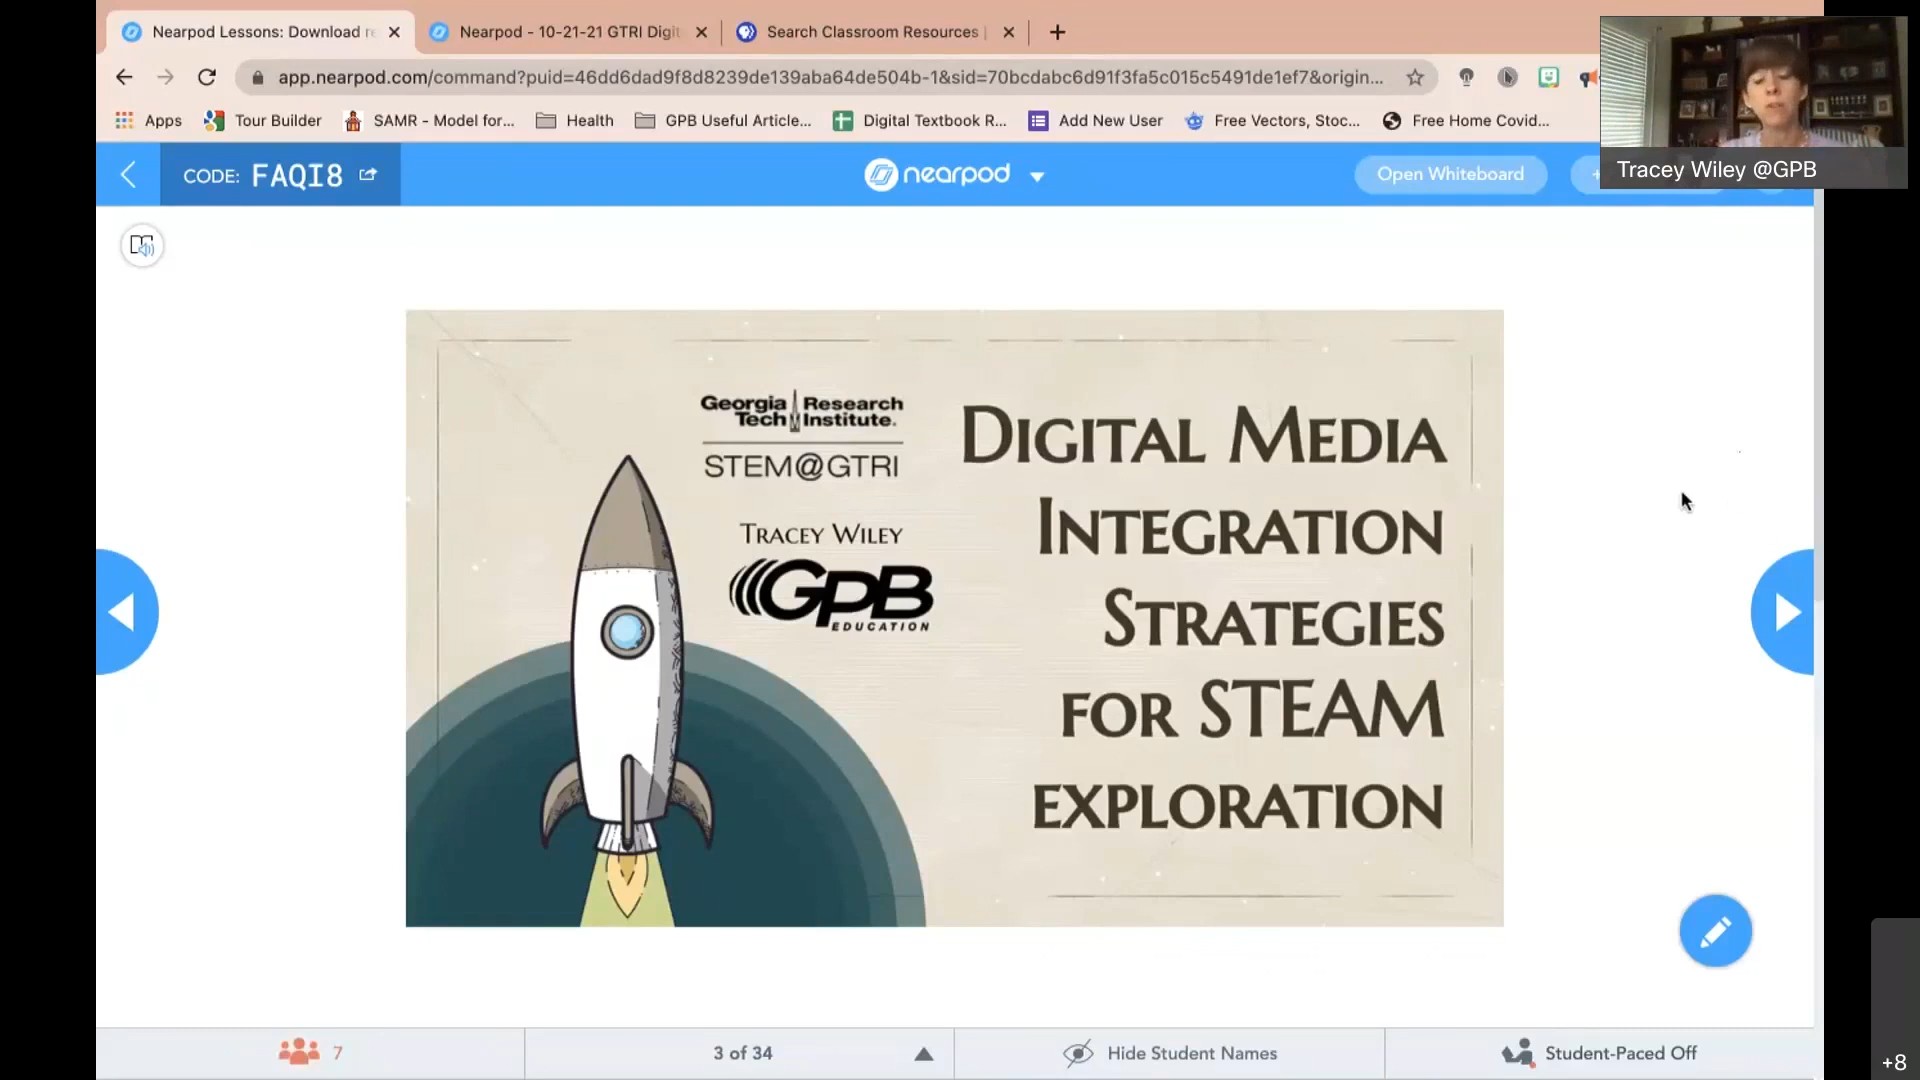 Nearpod Lessons: Download re
Nearpod - 10-21-21 GTRI Digit
Search Classroom Resources |
app.nearpod.com/command?puid=46dd6dad9f8d8239de139aba64de504b-1&sid=70bcdabc6d91f3fa5c015c5491de1ef7&origin...
Apps
Tour Builder
SAMR - Model for...
Health
GPB Useful Article...
Digital Textbook R...
Add New User
Free Vectors, Stoc...
Free Home Covid...
Tracey Wiley @GPB
CODE: FAQI8
nearpod
Open Whiteboard
Georgia Research
Tech Institute.
STEM@GTRI
TRACEY WILEY
GPB
EDUCATION
DIGITAL MEDIA
INTEGRATION
STRATEGIES
FOR STEAM
EXPLORATION
7
3 of 34
Hide Student Names
Student-Paced Off
+8